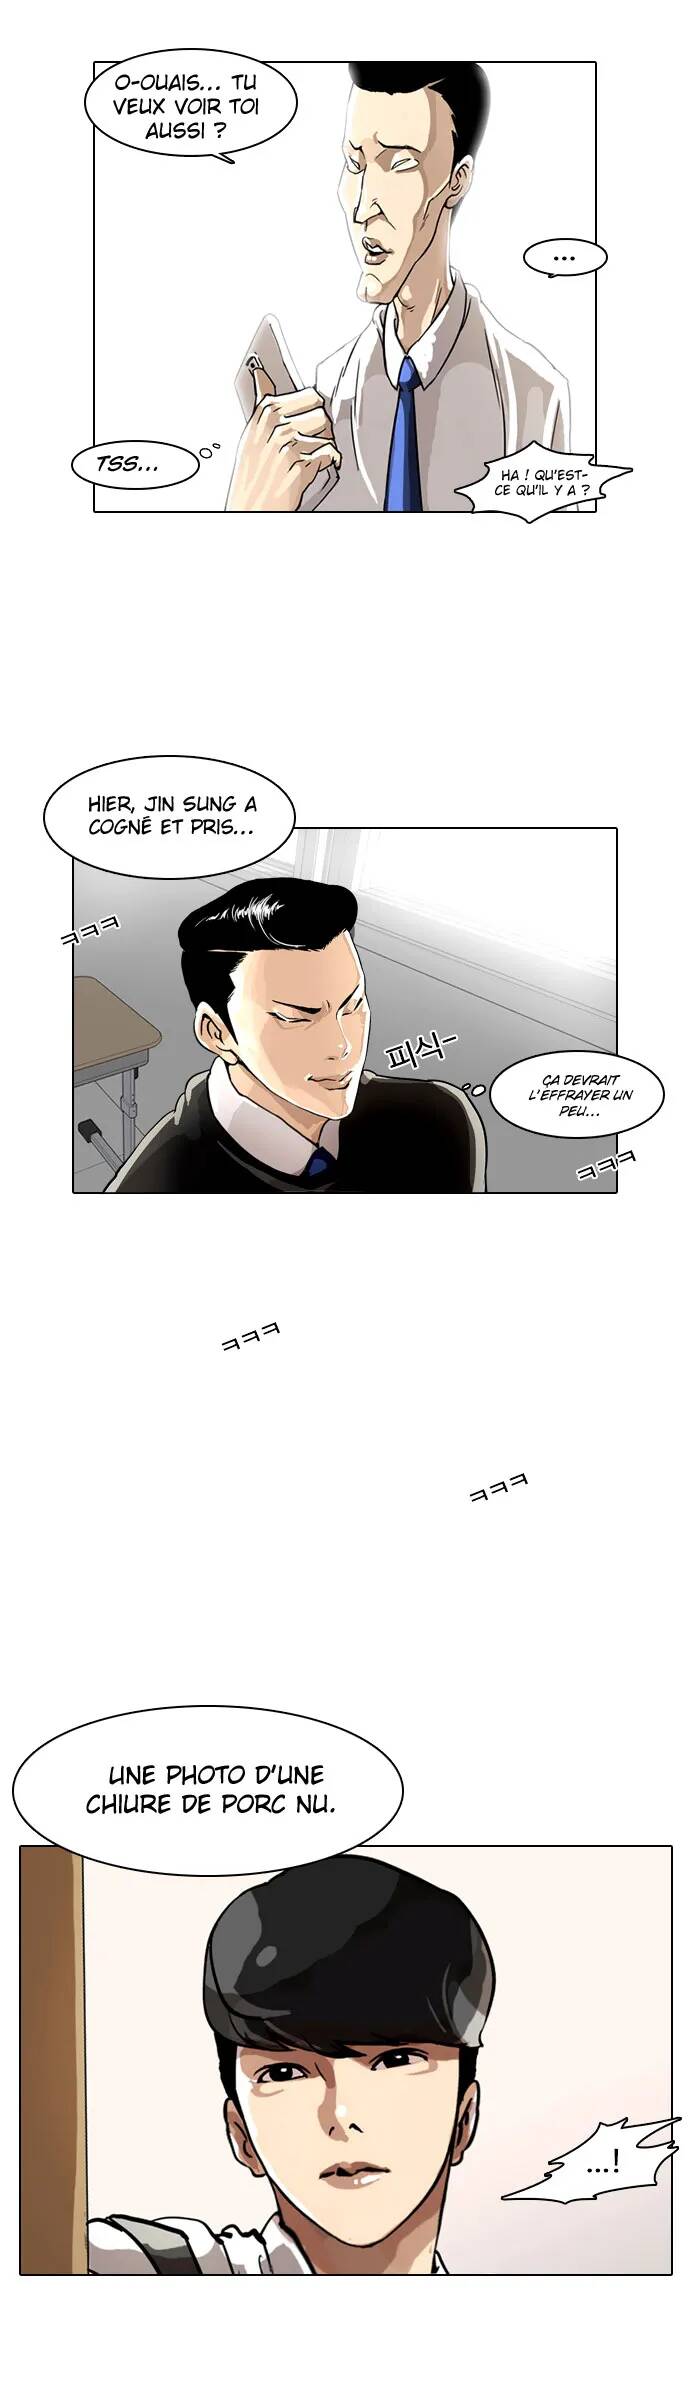 O-OUAIS... TU
VEUX VOIR TOI
AUSSI ?
...
TSS...
HA ! QU'EST-
CE QU'IL Y A ?
HIER, JIN SUNG A
COGNÉ ET PRIS...
ㅋㅋㅋ
피식-
ÇA DEVRAIT
L'EFFRAYER UN
PEU...
ㅋㅋㅋ
ㅋㅋㅋ
ㅋㅋㅋ
UNE PHOTO D'UNE
CHIURE DE PORC NU.
...!